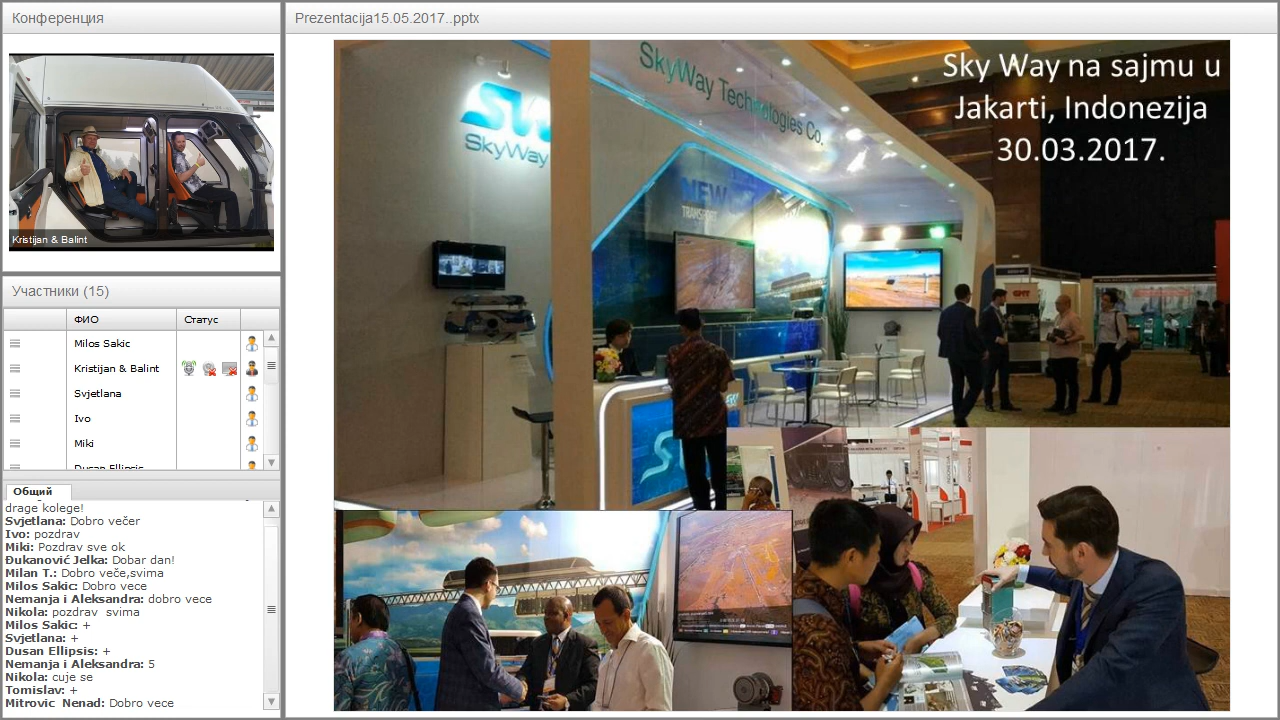 Конференция
Kristijan & Balint
Участники (15)
ФИО
Статус
Milos Sakic
Ivo
Miki
Dusan Ellipsus
Общий
drage kolege!
Svjetlana: Dobro večer
Ivo: pozdrav
Miki: Pozdrav sve ok
Đukanović Jelka: Dobar dan!
Milan T.: Dobro veče,svima
Milos Sakic: Dobro vece
Nemanja i Aleksandra: dobro vece
Nikola: pozdrav svima
Milos Sakic: +
Svjetlana: +
Dusan Ellipsus: +
Nemanja i Aleksandra: 5
Nikola: cuje se
Tomislav: +
Mitrovic Nenad: Dobro vece
Prezentacija15.05.2017..pptx
Sky Way na sajmu u
Jakarti, Indonezija
30.03.2017.
SkyWay Technologies Co.
SW
SkyWay
NEW
TRANSPORT